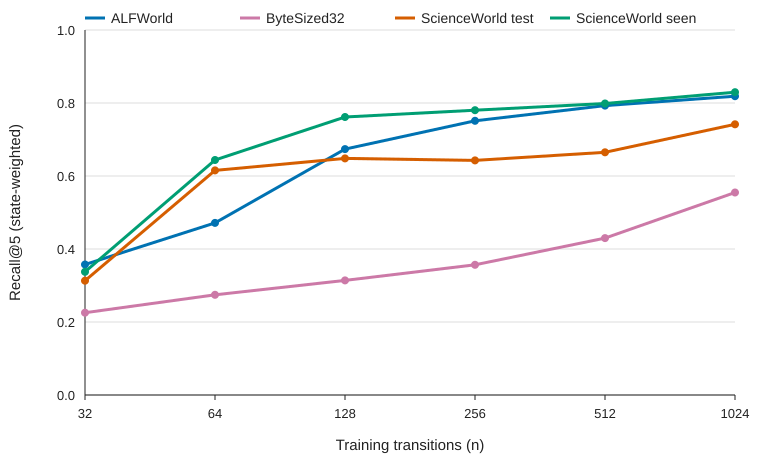 ALFWorld ByteSized32 ScienceWorld test ScienceWorld seen
1.0
0.8
0.6
0.4
0.2
0.0
Recall@5 (state-weighted)
32 64 128 256 512 1024
Training transitions (n)